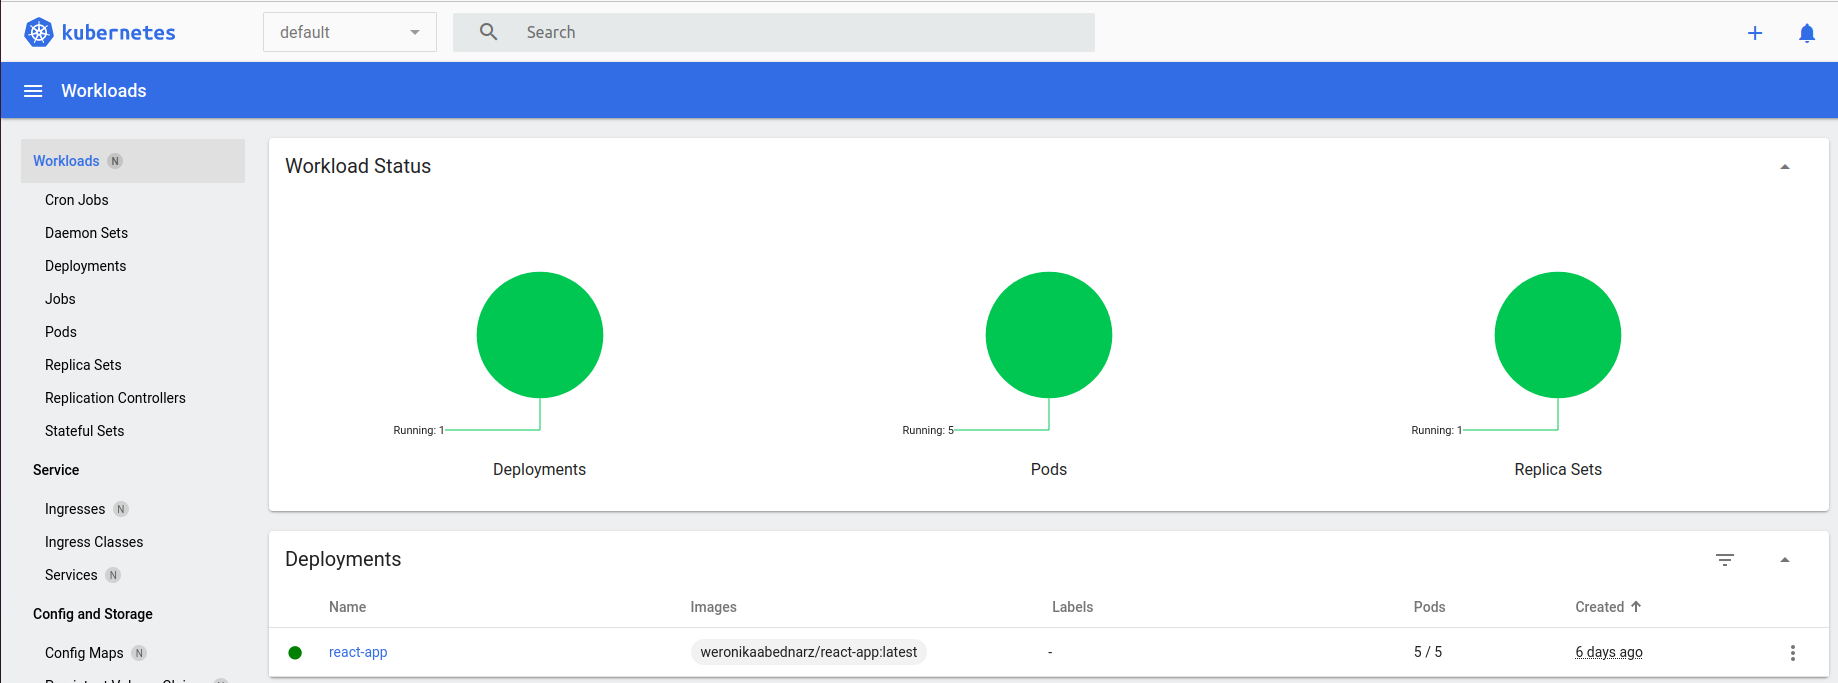 kubernetes
default
Search
Workloads
Workloads N
Cron Jobs
Daemon Sets
Deployments
Jobs
Pods
Replica Sets
Replication Controllers
Stateful Sets
Service
Ingresses N
Ingress Classes
Services N
Config and Storage
Config Maps N
Workload Status
Running: 1
Deployments
Running: 5
Pods
Running: 1
Replica Sets
Deployments
Name Images Labels Pods Created
react-app weronikaabednarz/react-app:latest - 5 / 5 6 days ago